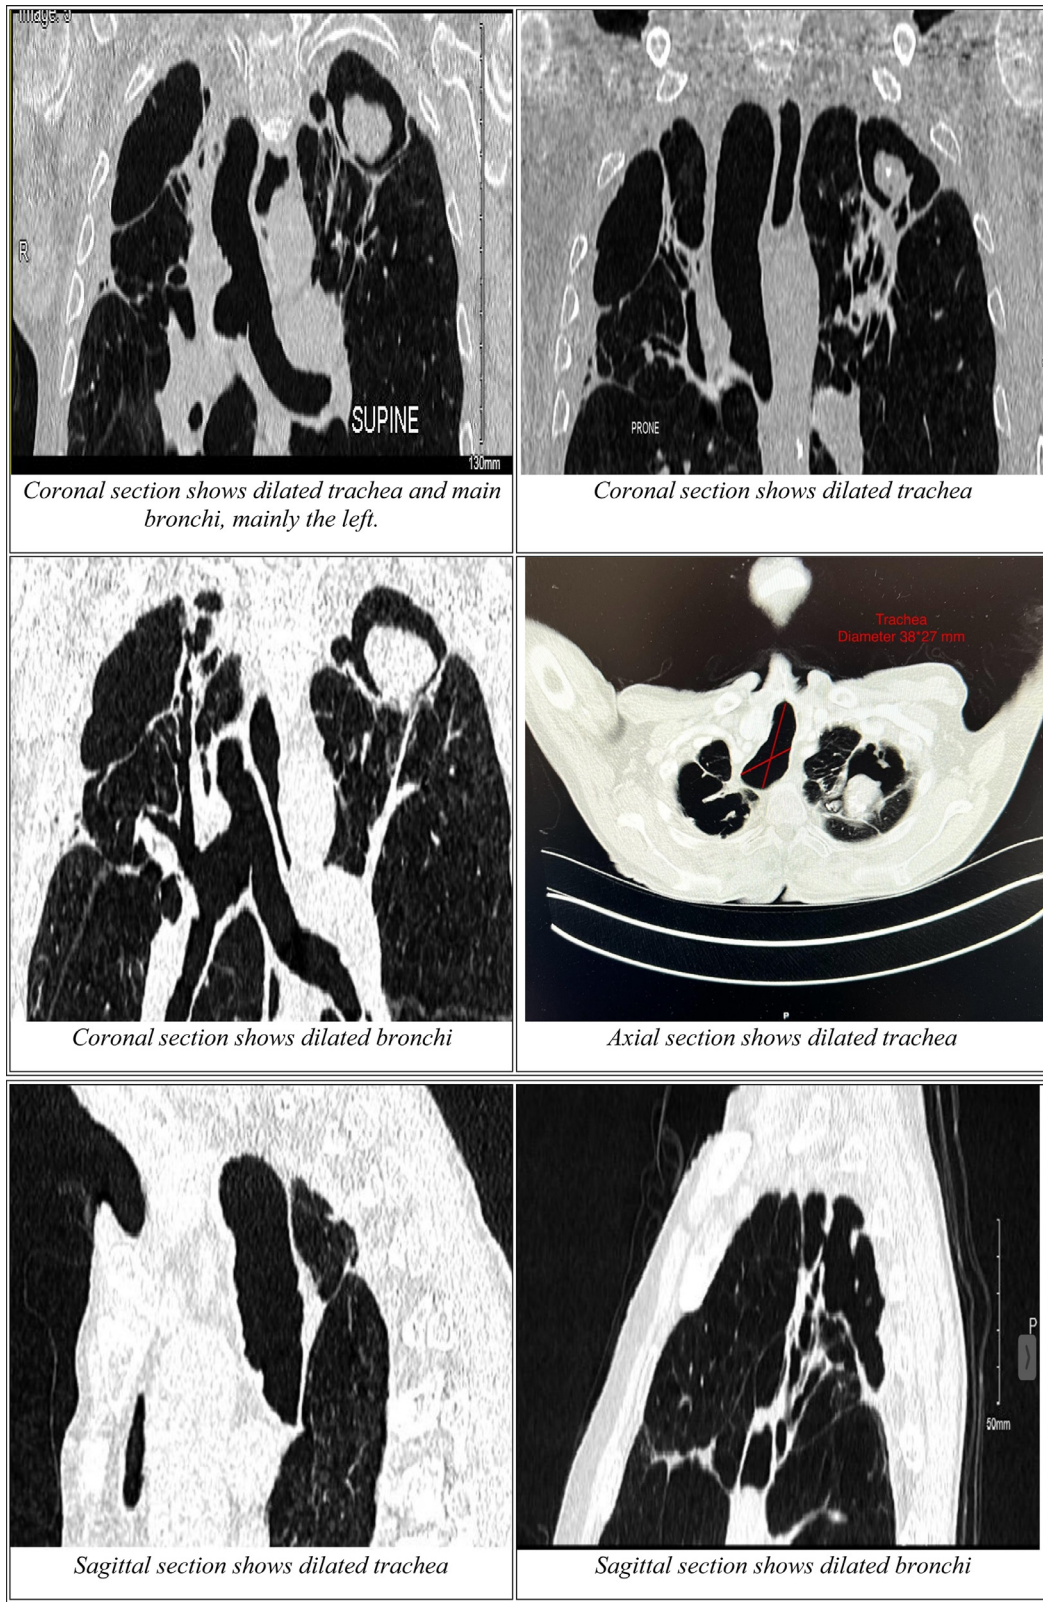 Image: 3
R
SUPINE
130mm
PRONE
Coronal section shows dilated trachea and main
bronchi, mainly the left.
Coronal section shows dilated trachea
Trachea
Diameter 38*27 mm
P
Coronal section shows dilated bronchi
Axial section shows dilated trachea
P
50mm
Sagittal section shows dilated trachea
Sagittal section shows dilated bronchi